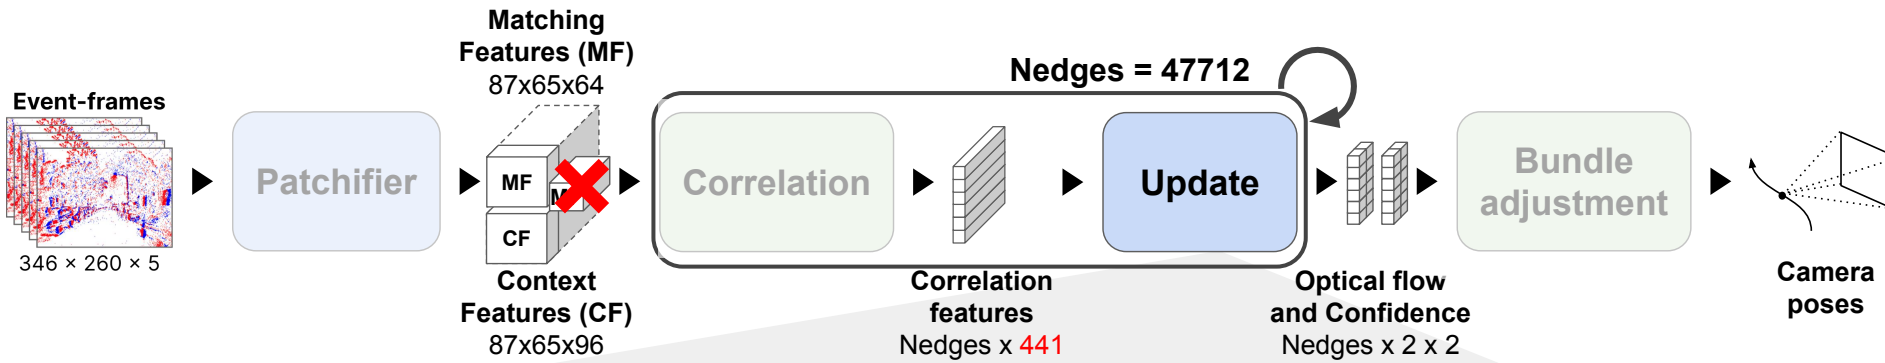 Event-frames
346 × 260 × 5
Patchifier
Matching
Features (MF)
87x65x64
MF
M
CF
Context
Features (CF)
87x65x96
Nedges = 47712
Correlation
Correlation
features
Nedges x 441
Update
Optical flow
and Confidence
Nedges x 2 x 2
Bundle
adjustment
Camera
poses